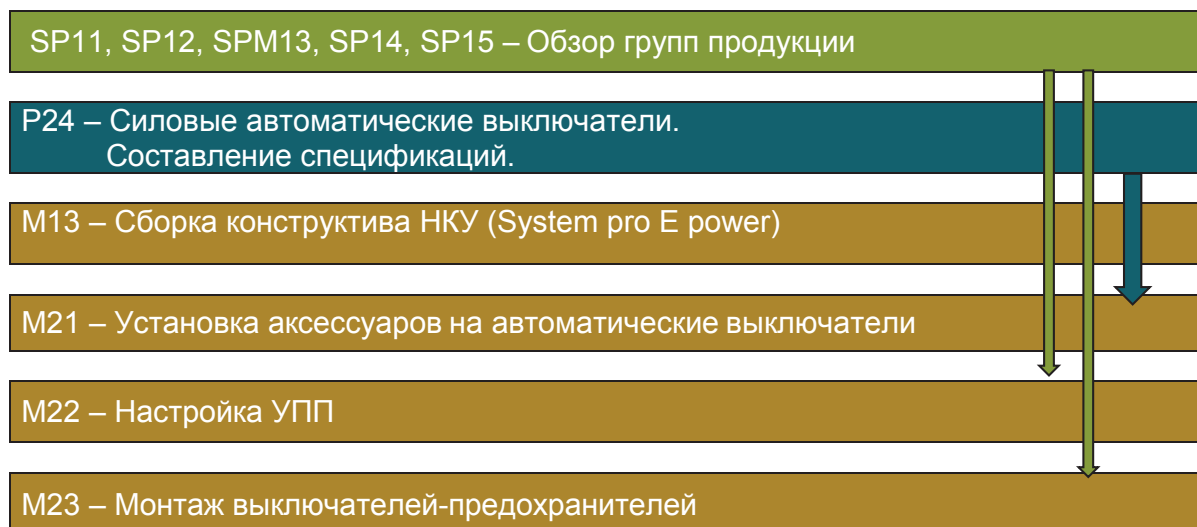 SP11, SP12, SPM13, SP14, SP15 – Обзор групп продукции
P24 – Силовые автоматические выключатели.
Составление спецификаций.
M13 – Сборка конструктива НКУ (System pro E power)
M21 – Установка аксессуаров на автоматические выключатели
M22 – Настройка УПП
M23 – Монтаж выключателей-предохранителей